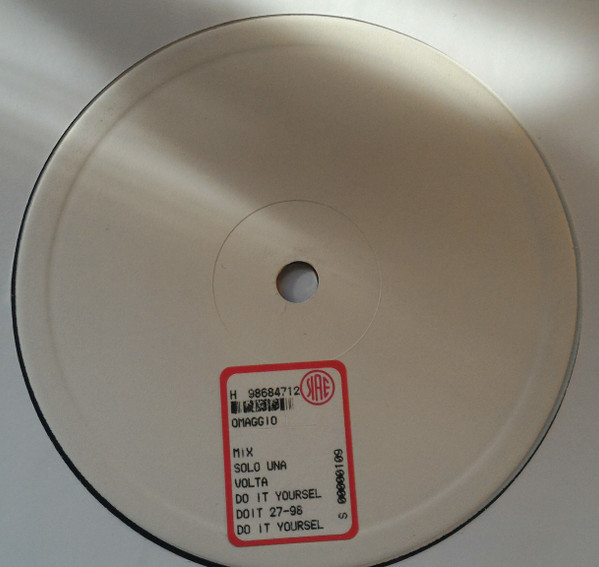 H 98684712
OMAGGIO
MIX
SOLO UNA
VOLTA
DO IT YOURSEL
DOIT 27-96
DO IT YOURSEL
S 00000109